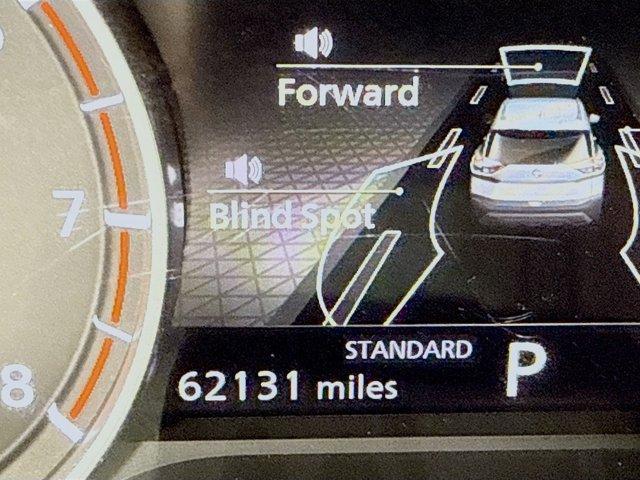 Forward
7
Blind Spot
STANDARD
P
8
62131 miles